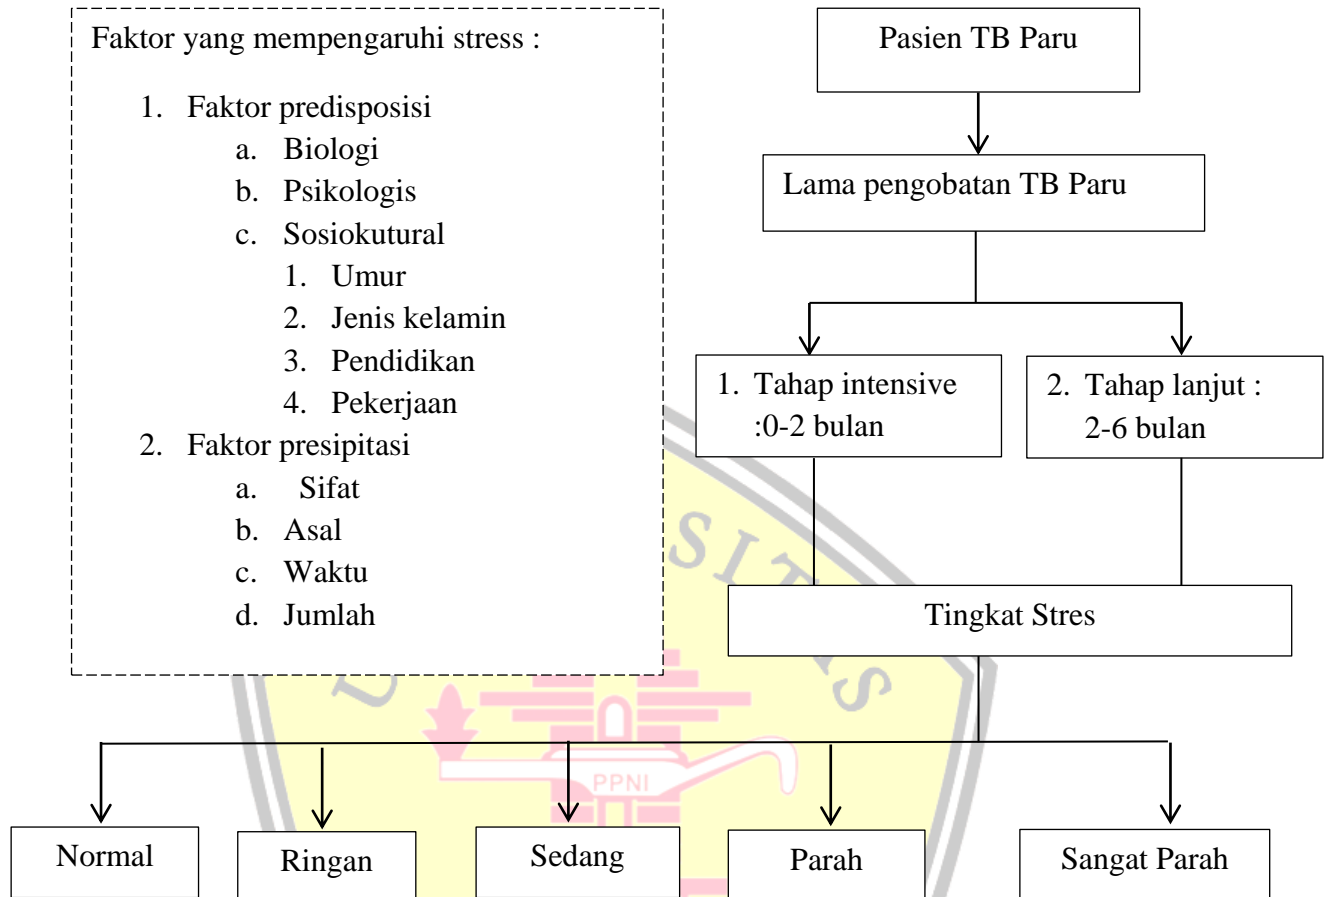 Faktor yang mempengaruhi stress :
1. Faktor predisposisi
a. Biologi
b. Psikologis
c. Sosiokutural
1. Umur
2. Jenis kelamin
3. Pendidikan
4. Pekerjaan
2. Faktor presipitasi
a. Sifat
b. Asal
c. Waktu
d. Jumlah
Pasien TB Paru
Lama pengobatan TB Paru
1. Tahap intensive
:0-2 bulan
2. Tahap lanjut :
2-6 bulan
Tingkat Stres
Normal
Ringan
Sedang
Parah
Sangat Parah
PPNI